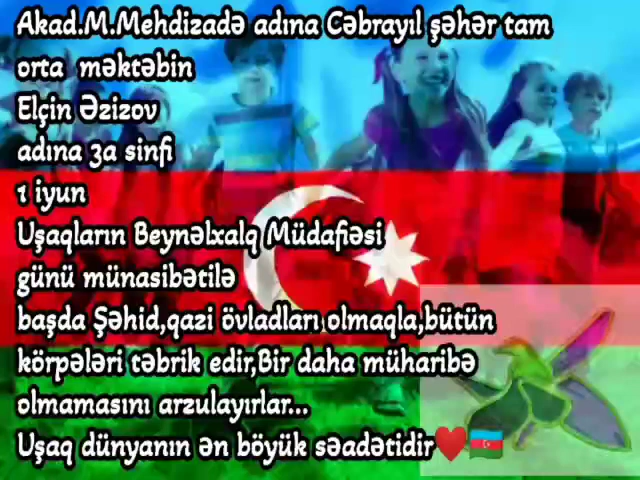 Akad.M.Mehdizadə adına Cəbrayıl şəhər tam
orta məktəbin
Elçin Əzizov
adına 3a sinfi
1 iyun
Uşaqların Beynəlxalq Müdafiəsi
günü münasibətilə
başda Şəhid,qazi övladları olmaqla,bütün
körpələri təbrik edir,Bir daha müharibə
olmamasını arzulayırlar...
Uşaq dünyanın ən böyük səadətidir❤️🇦🇿